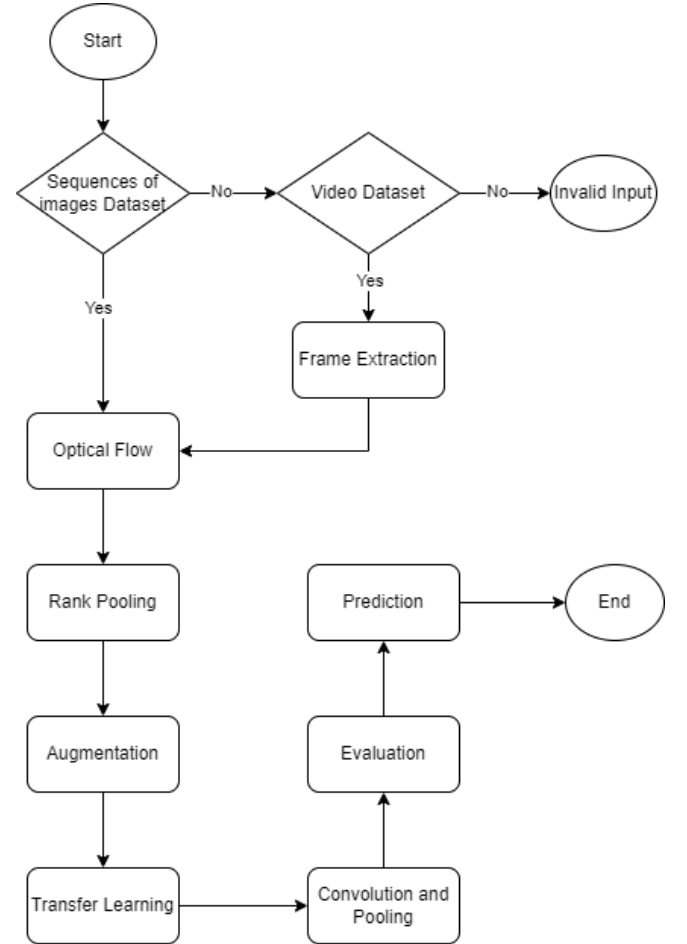 Start
Sequences of
images Dataset
No
Video Dataset
No
Invalid Input
Yes
Yes
Frame Extraction
Optical Flow
Rank Pooling
Prediction
End
Augmentation
Evaluation
Transfer Learning
Convolution and
Pooling